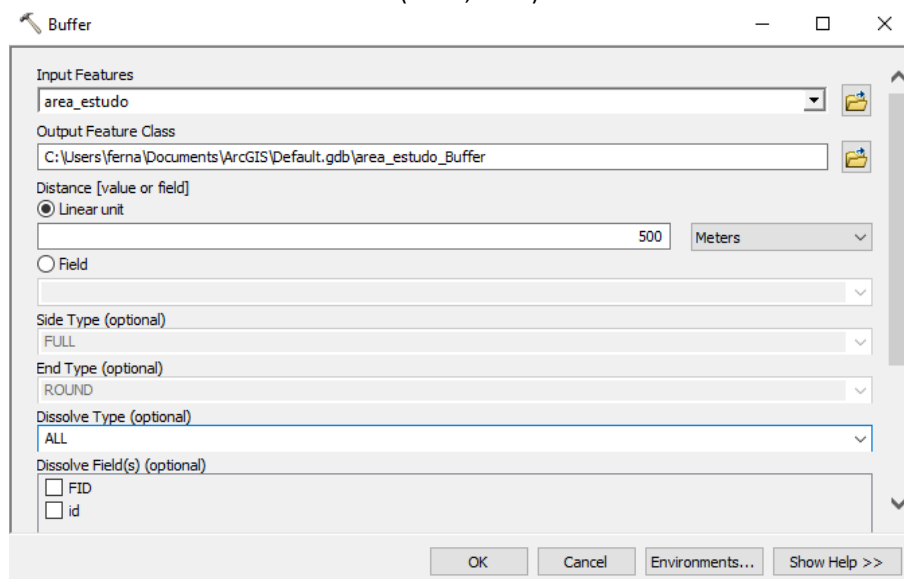 Buffer
Input Features
area_estudo
Output Feature Class
C:\Users\ferna\Documents\ArcGIS\Default.gdb\area_estudo_Buffer
Distance [value or field]
Linear unit
500 Meters
Field
Side Type (optional)
FULL
End Type (optional)
ROUND
Dissolve Type (optional)
ALL
Dissolve Field(s) (optional)
FID
id
OK Cancel Environments... Show Help >>